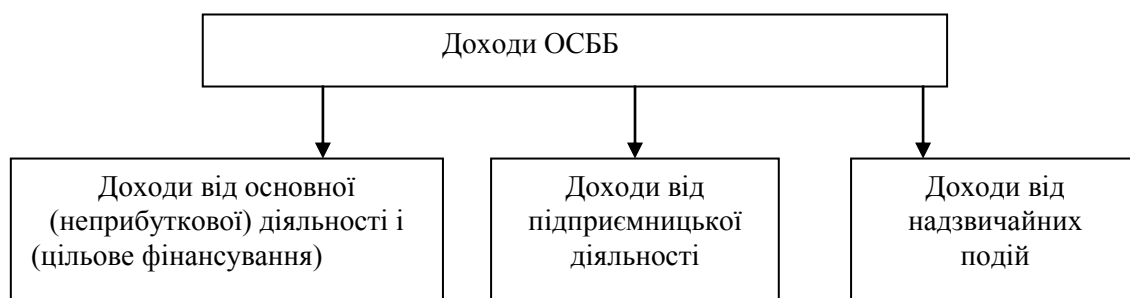 Доходи ОСББ
Доходи від основної
(неприбуткової) діяльності і
(цільове фінансування)
Доходи від
підприємницької
діяльності
Доходи від
надзвичайних
подій